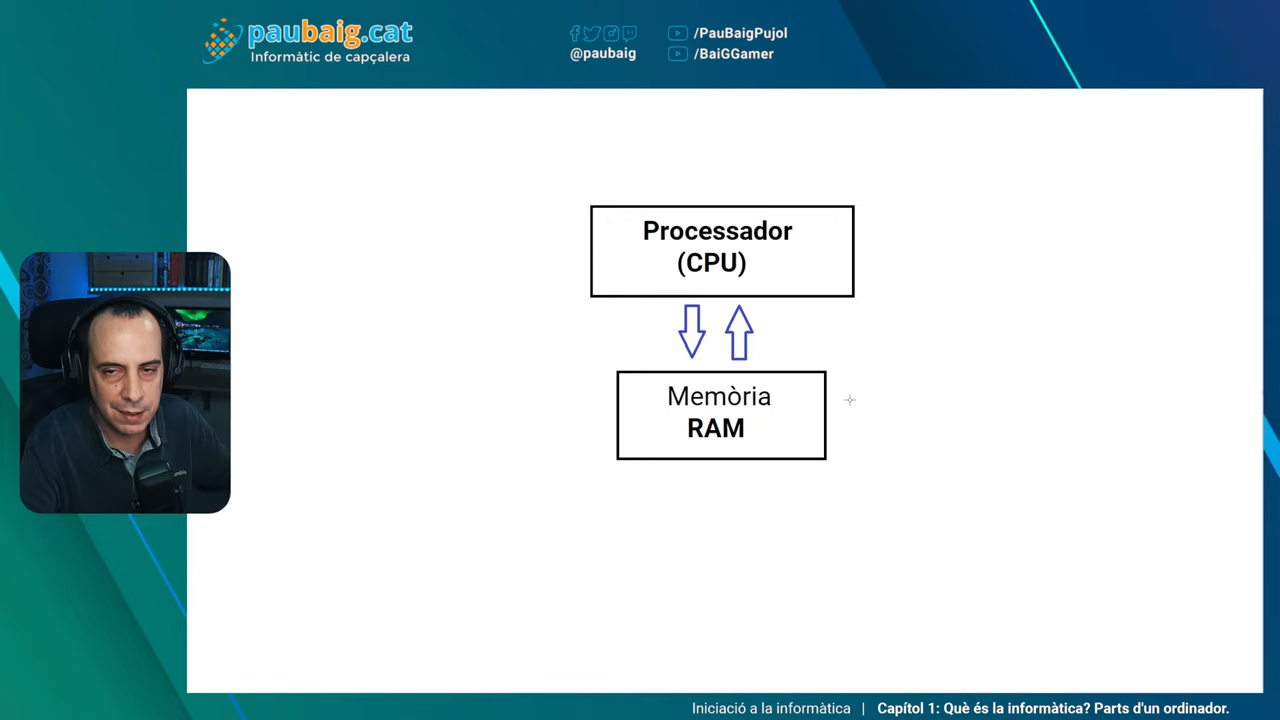 paubaig.cat
Informàtic de capçalera
@paubaig
/PauBaigPujol
/BaiGGamer
Processador
(CPU)
Memòria
RAM
Iniciació a la informàtica | Capítol 1: Què és la informàtica? Parts d'un ordinador.